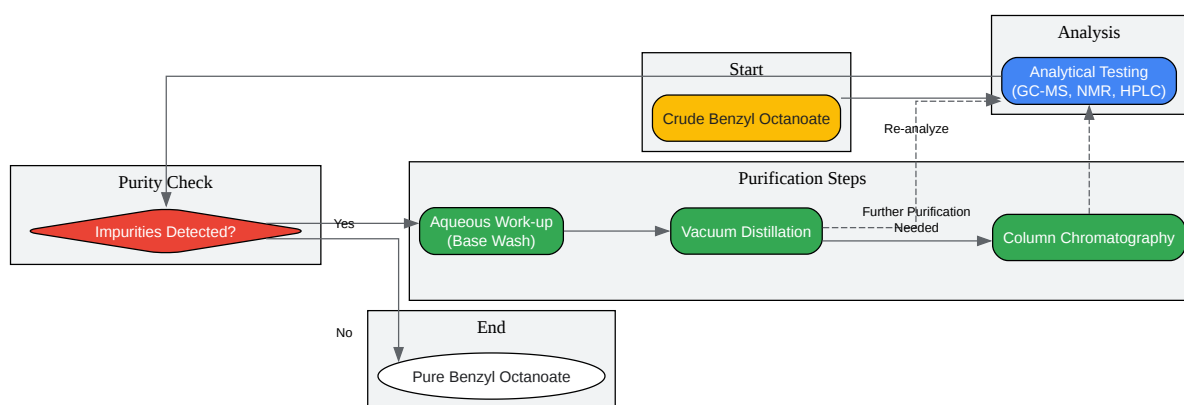 Analysis
Analytical Testing
(GC-MS, NMR, HPLC)
Start
Crude Benzyl Octanoate
Re-analyze
Purity Check
Impurities Detected?
Yes
No
Purification Steps
Aqueous Work-up
(Base Wash)
Vacuum Distillation
Further Purification
Needed
Column Chromatography
End
Pure Benzyl Octanoate